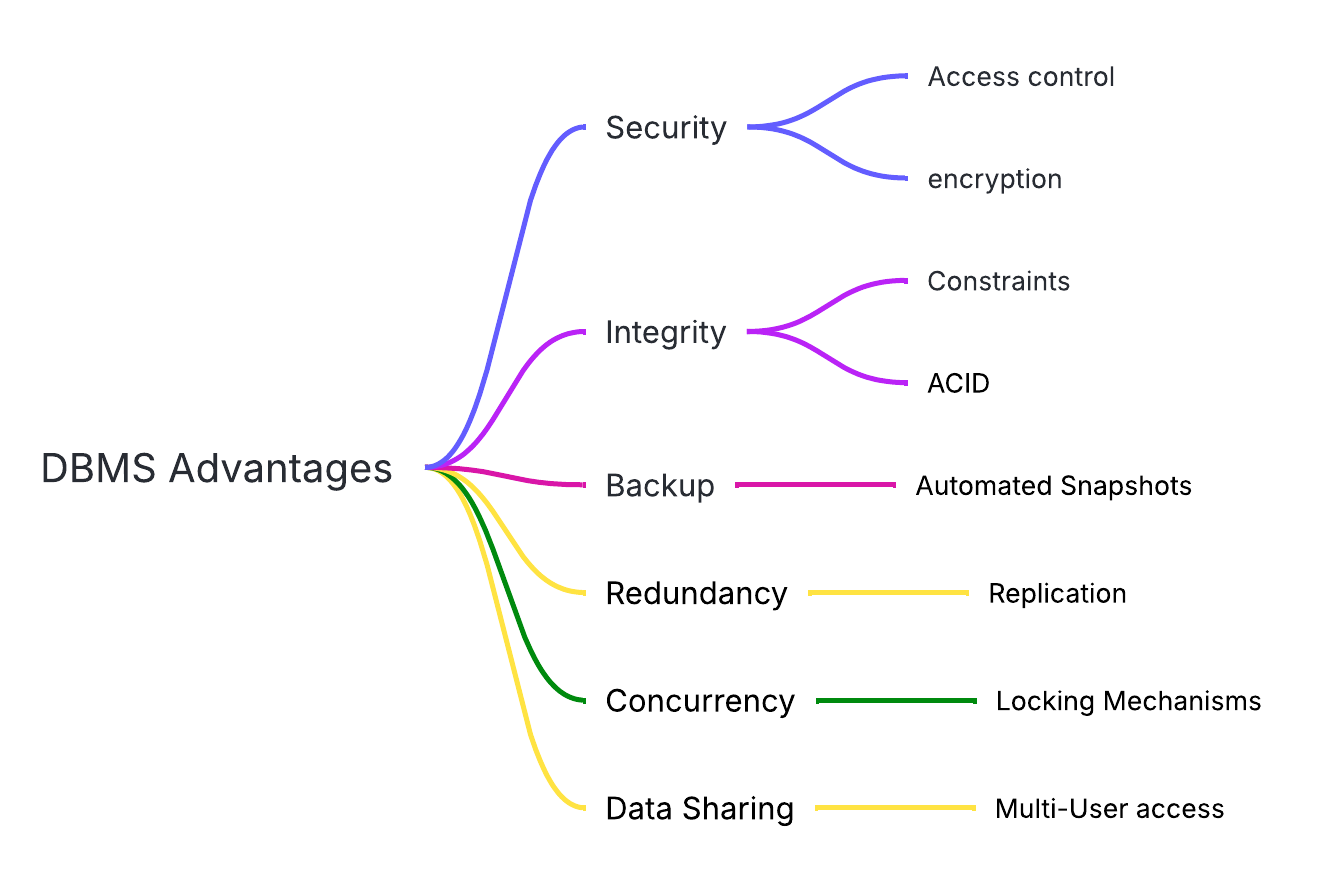 DBMS Advantages
Security
Access control
encryption
Integrity
Constraints
ACID
Backup
Automated Snapshots
Redundancy
Replication
Concurrency
Locking Mechanisms
Data Sharing
Multi-User access